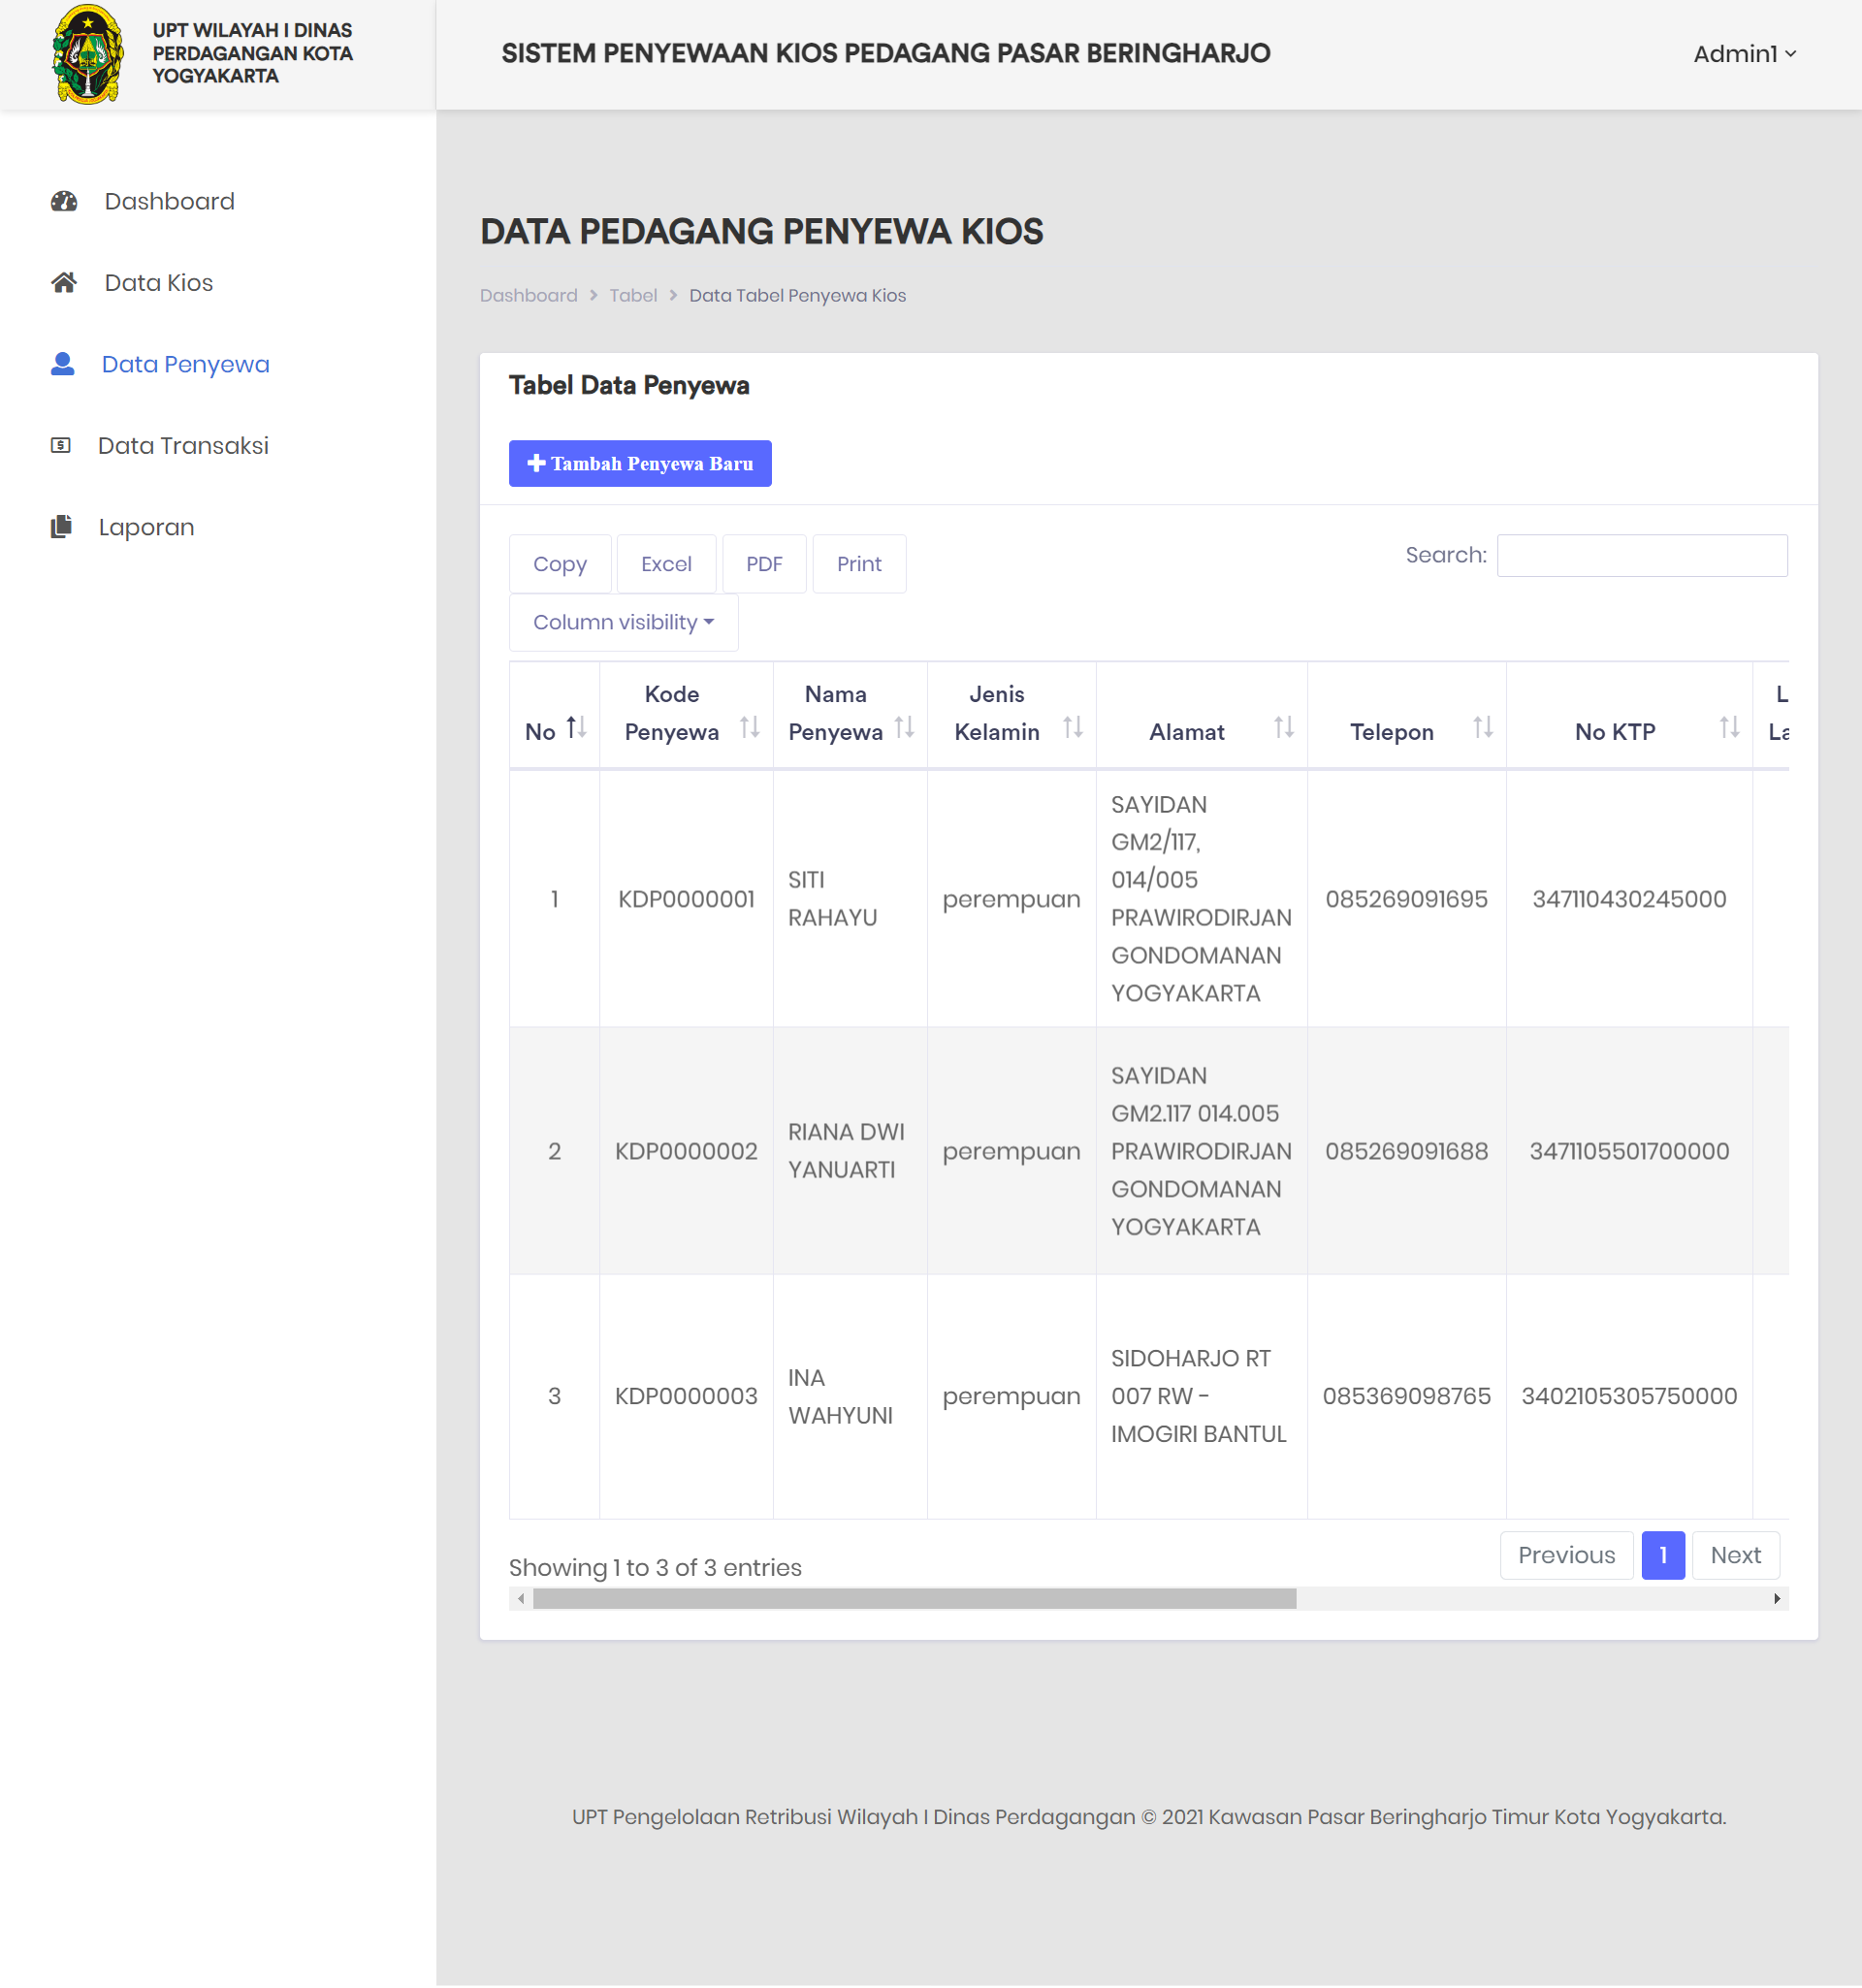 UPT WILAYAH I DINAS
PERDAGANGAN KOTA
YOGYAKARTA
SISTEM PENYEWAAN KIOS PEDAGANG PASAR BERINGHARJO
Admin1
Dashboard
Data Kios
Data Penyewa
Data Transaksi
Laporan
DATA PEDAGANG PENYEWA KIOS
Dashboard > Tabel > Data Tabel Penyewa Kios
Tabel Data Penyewa
Tambah Penyewa Baru
Copy Excel PDF Print
Column visibility
Search:
No Kode Penyewa Nama Penyewa Jenis Kelamin Alamat Telepon No KTP L La
1 KDP0000001 SITI RAHAYU perempuan SAYIDAN GM2/117, 014/005 PRAWIRODIRJAN GONDOMANAN YOGYAKARTA 085269091695 347110430245000
2 KDP0000002 RIANA DWI YANUARTI perempuan SAYIDAN GM2.117 014.005 PRAWIRODIRJAN GONDOMANAN YOGYAKARTA 085269091688 3471105501700000
3 KDP0000003 INA WAHYUNI perempuan SIDOHARJO RT 007 RW - IMOGIRI BANTUL 085369098765 3402105305750000
Showing 1 to 3 of 3 entries
Previous 1 Next
UPT Pengelolaan Retribusi Wilayah I Dinas Perdagangan © 2021 Kawasan Pasar Beringharjo Timur Kota Yogyakarta.